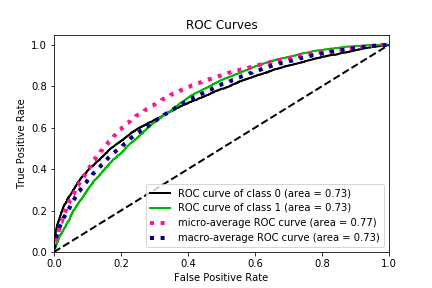 ROC Curves
True Positive Rate
1.0
0.8
0.6
0.4
0.2
0.0
ROC curve of class 0 (area = 0.73)
ROC curve of class 1 (area = 0.73)
micro-average ROC curve (area = 0.77)
macro-average ROC curve (area = 0.73)
0.0 0.2 0.4 0.6 0.8 1.0
False Positive Rate